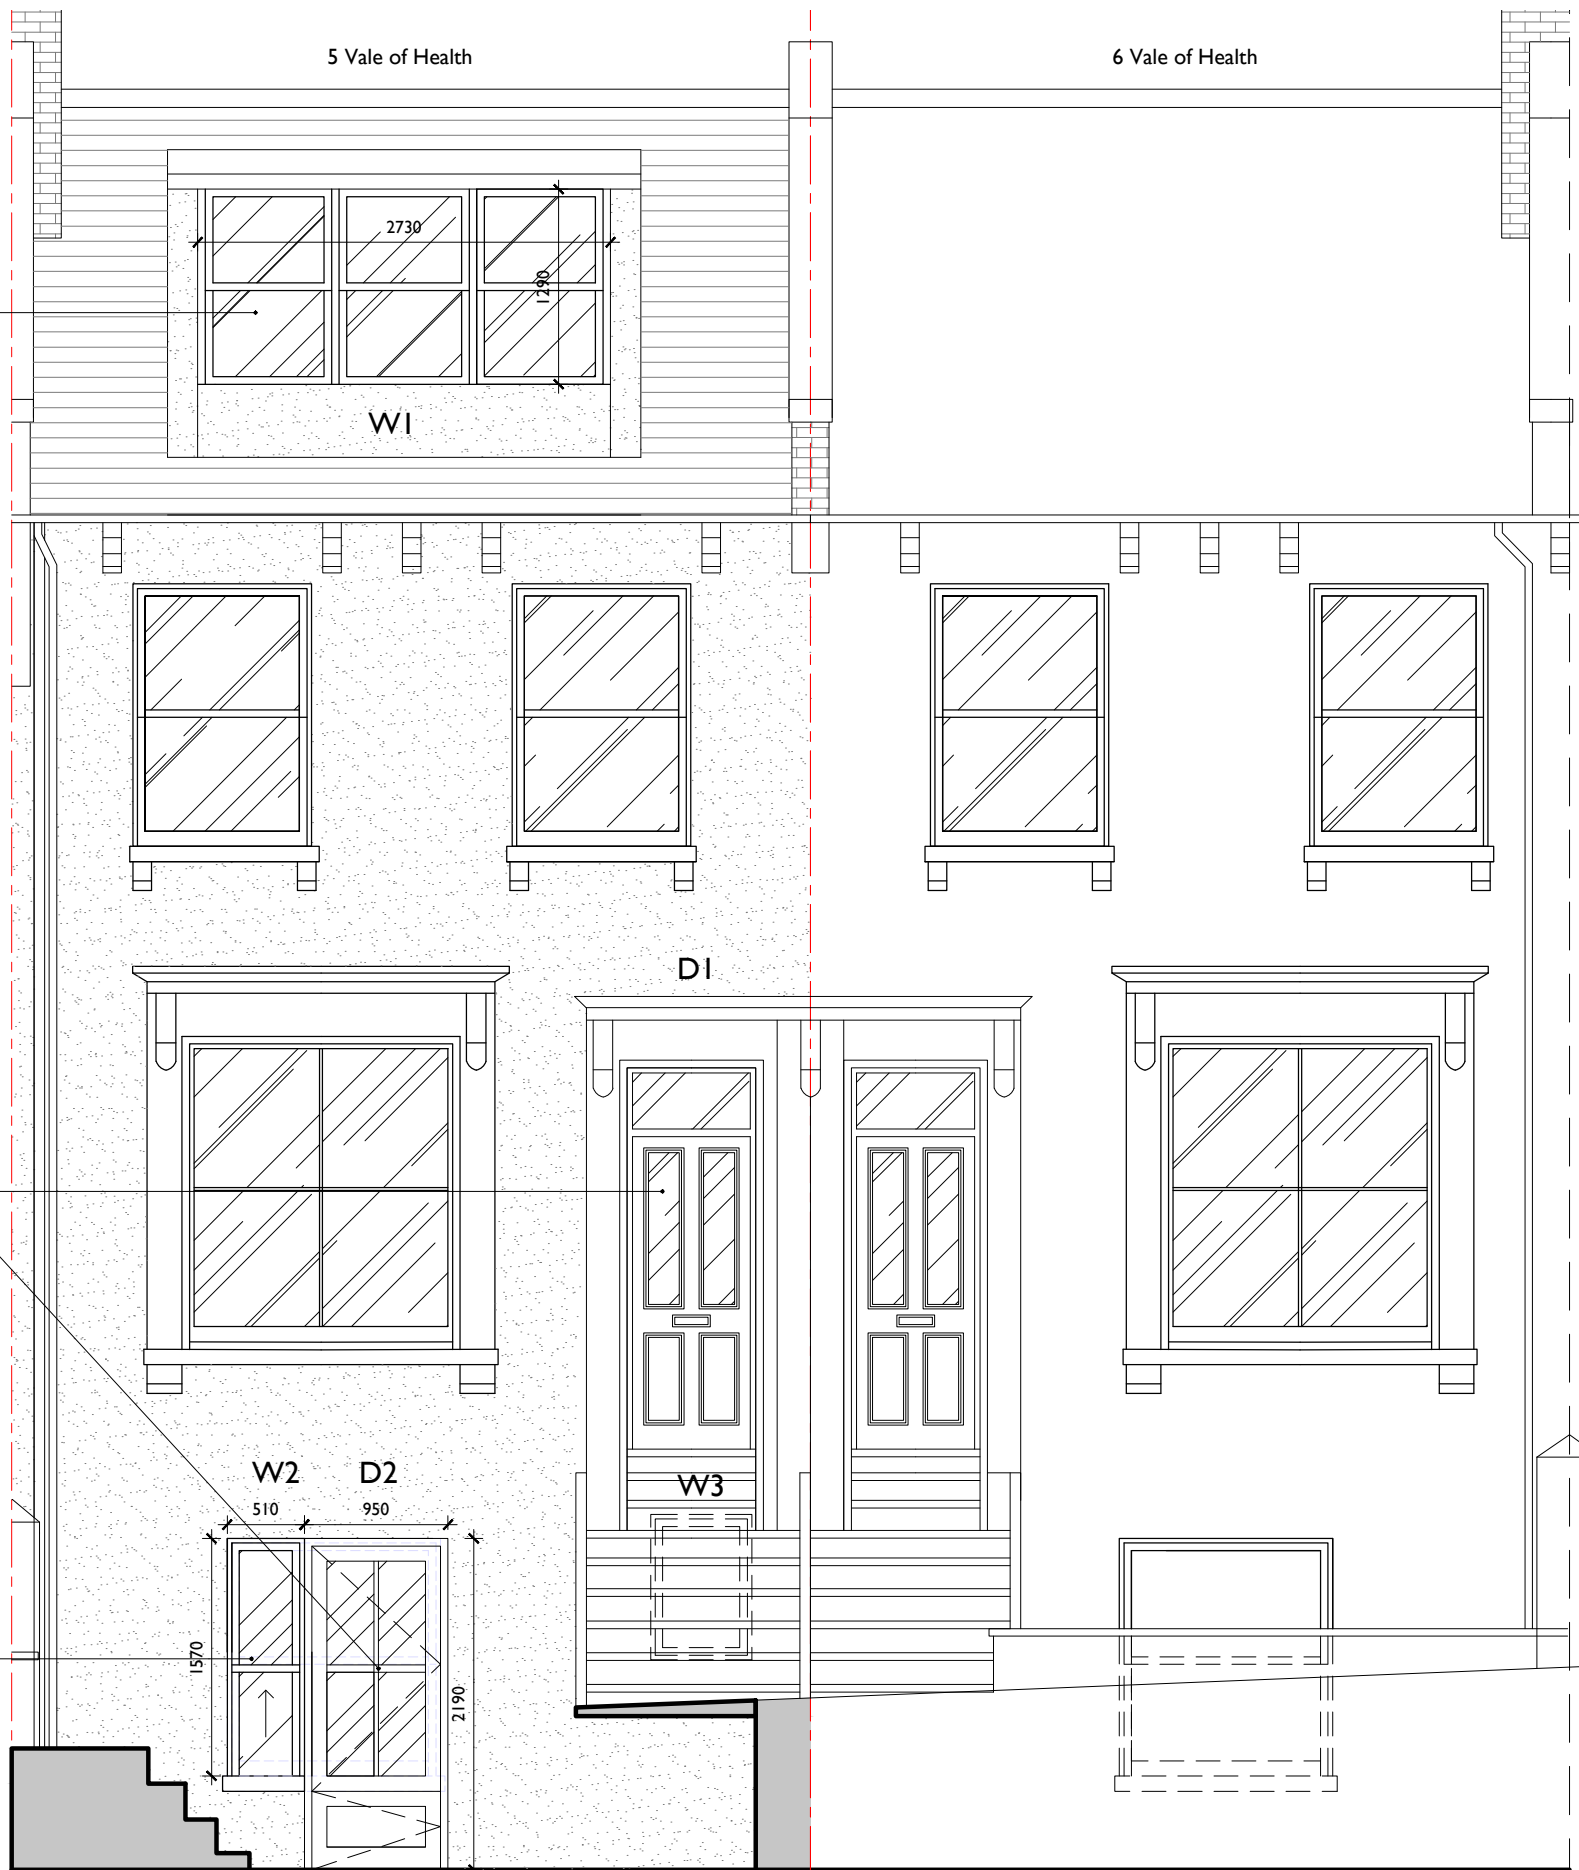 5 Vale of Health
6 Vale of Health
2730
1290
W1
D1
W2
D2
W3
510
950
1570
2190